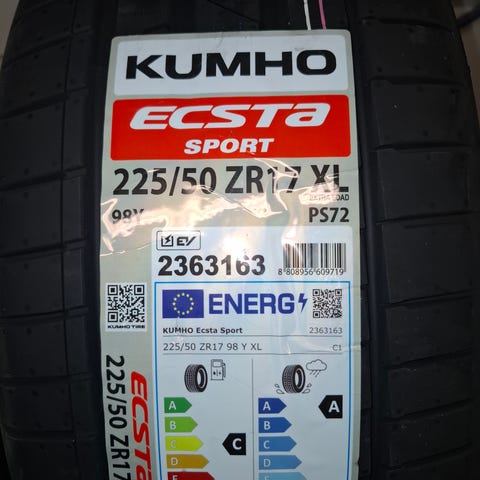 KUMHO
ECSTA
SPORT
225/50 ZR17 XL
EXTRA LOAD
98Y
PS72
EV
2363163
8 808956 609719
ENERG
KUMHO TIRE
KUMHO Ecsta Sport
2363163
225/50 ZR17 98 Y XL
C1
A
B
C
D
E
C
A
B
C
D
E
A
ECSTA
225/50 ZR17